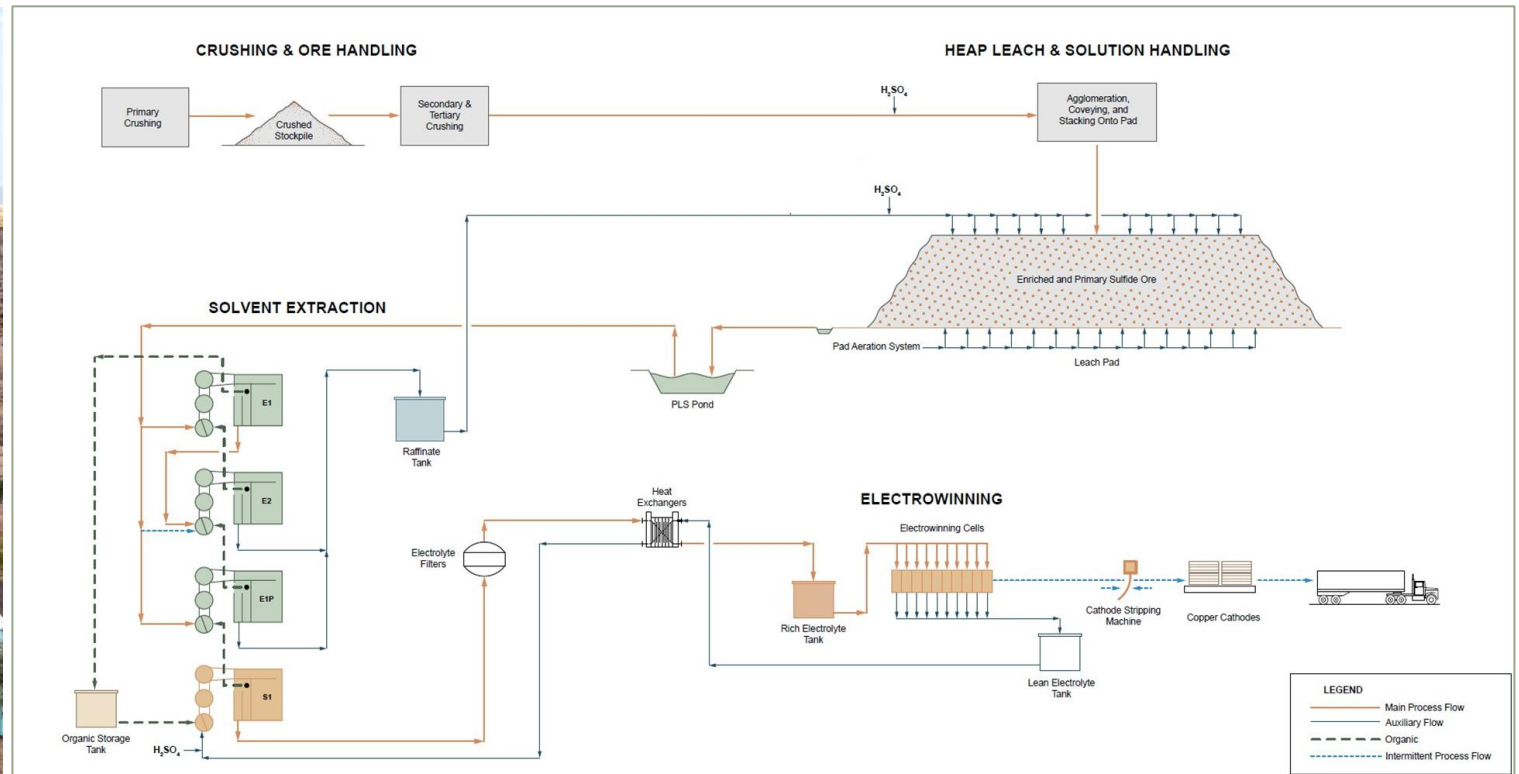 CRUSHING & ORE HANDLING
HEAP LEACH & SOLUTION HANDLING
Primary
Crushing
Crushed
Stockpile
Secondary &
Tertiary
Crushing
H₂SO₄
Agglomeration,
Coveying, and
Stacking Onto Pad
H₂SO₄
Enriched and Primary Sulfide Ore
Pad Aeration System
Leach Pad
SOLVENT EXTRACTION
PLS Pond
E1
Raffinate
Tank
E2
E1P
S1
Organic Storage
Tank
H₂SO₄
Electrolyte
Filters
Heat
Exchangers
ELECTROWINNING
Electrowinning Cells
Rich Electrolyte
Tank
Lean Electrolyte
Tank
Cathode Stripping
Machine
Copper Cathodes
LEGEND
Main Process Flow
Auxiliary Flow
Organic
Intermittent Process Flow